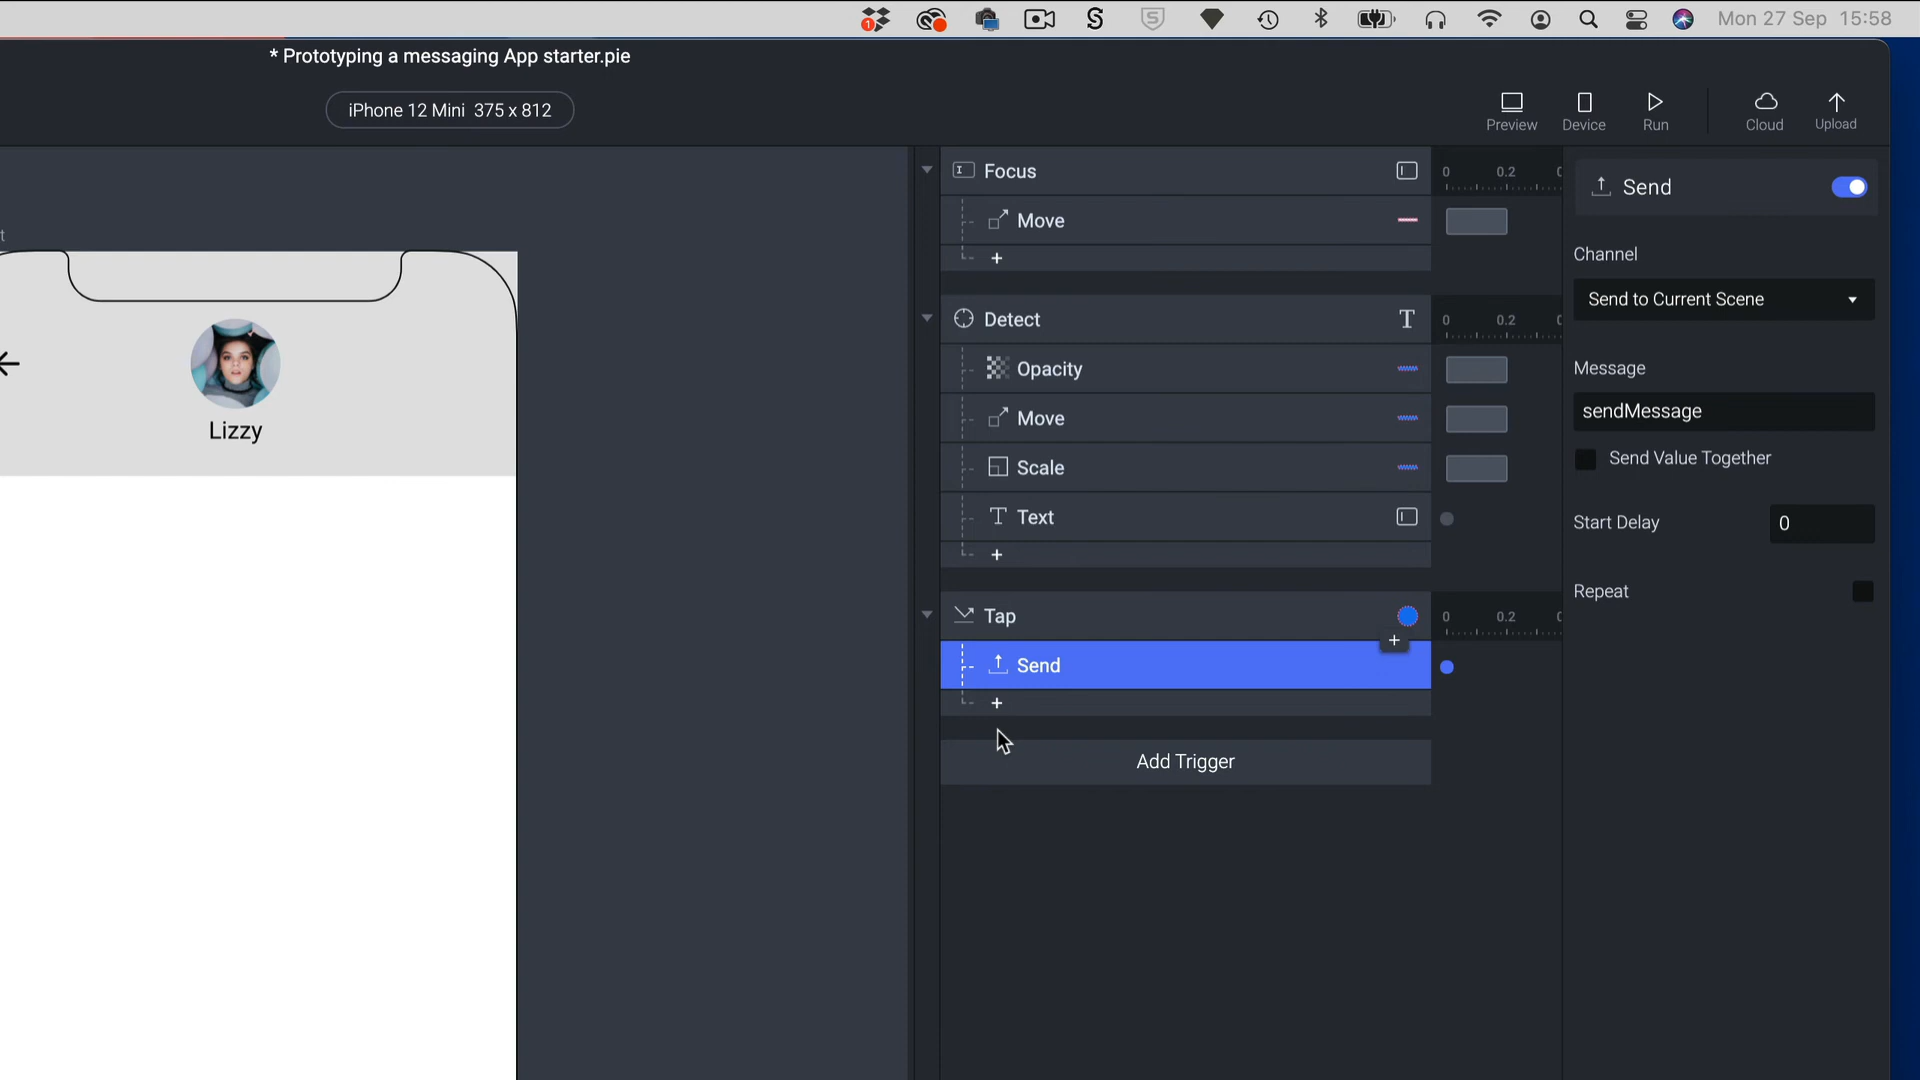 1
Mon 27 Sep 15:58
* Prototyping a messaging App starter.pie
iPhone 12 Mini 375 x 812
Preview
Device
Run
Cloud
Upload
t
Lizzy
Focus
0 0.2
Move
+
Detect
T
0 0.2
Opacity
Move
Scale
Text
+
Tap
0 0.2
+
Send
+
Add Trigger
Send
Channel
Send to Current Scene
Message
sendMessage
Send Value Together
Start Delay
0
Repeat